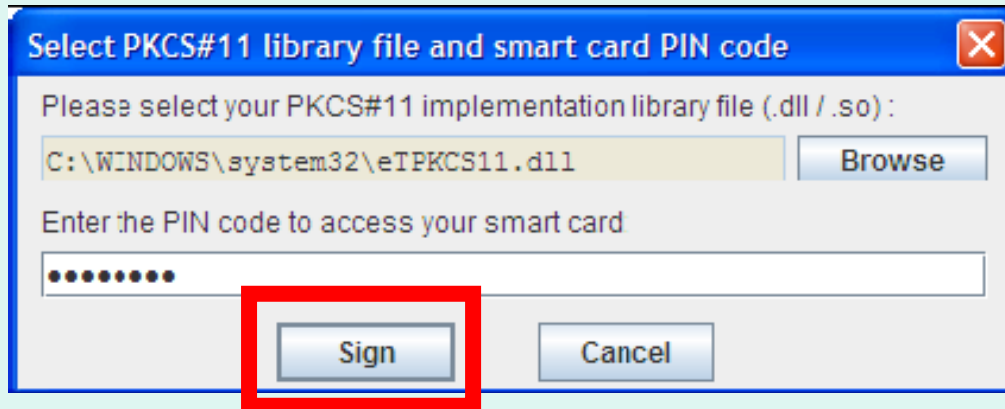 Select PKCS#11 library file and smart card PIN code
Please select your PKCS#11 implementation library file (.dll / .so) :
C:\WINDOWS\system32\eTPKCS11.dll
Browse
Enter the PIN code to access your smart card
••••••••
Sign
Cancel